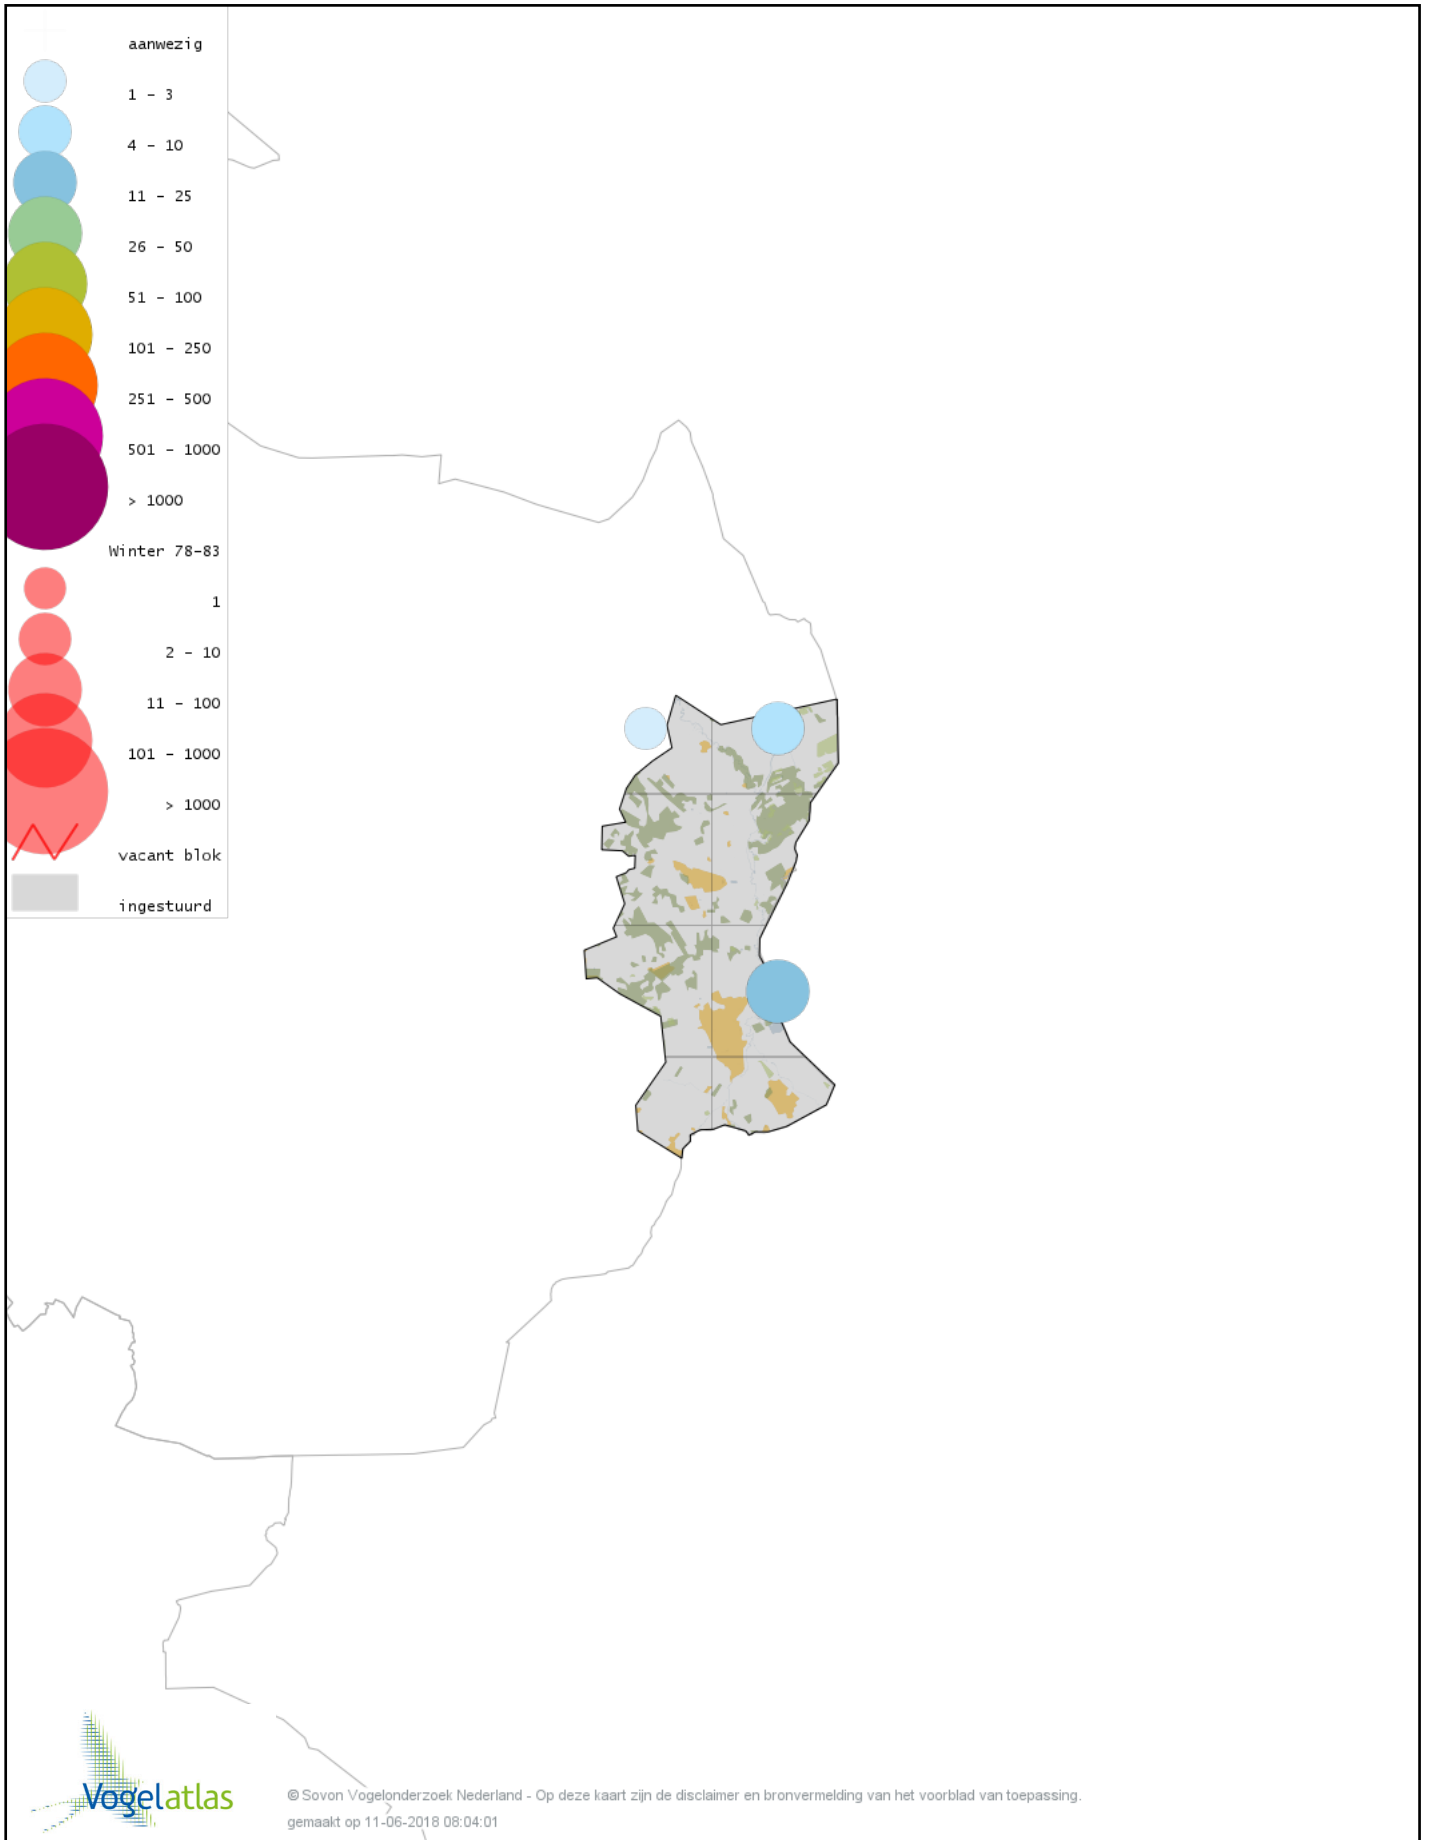 aanwezig
1 - 3
4 - 10
11 - 25
26 - 50
51 - 100
101 - 250
251 - 500
501 - 1000
> 1000
Winter 78-83
1
2 - 10
11 - 100
101 - 1000
> 1000
vacant blok
ingestuurd
Vogelatlas
© Sovon Vogelonderzoek Nederland - Op deze kaart zijn de disclaimer en bronvermelding van het voorblad van toepassing.
gemaakt op 11-06-2018 08:04:01